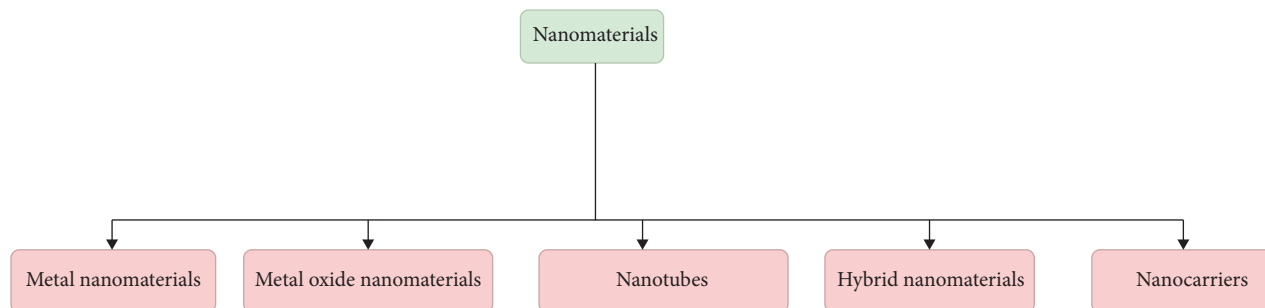 Nanomaterials
Metal nanomaterials
Metal oxide nanomaterials
Nanotubes
Hybrid nanomaterials
Nanocarriers